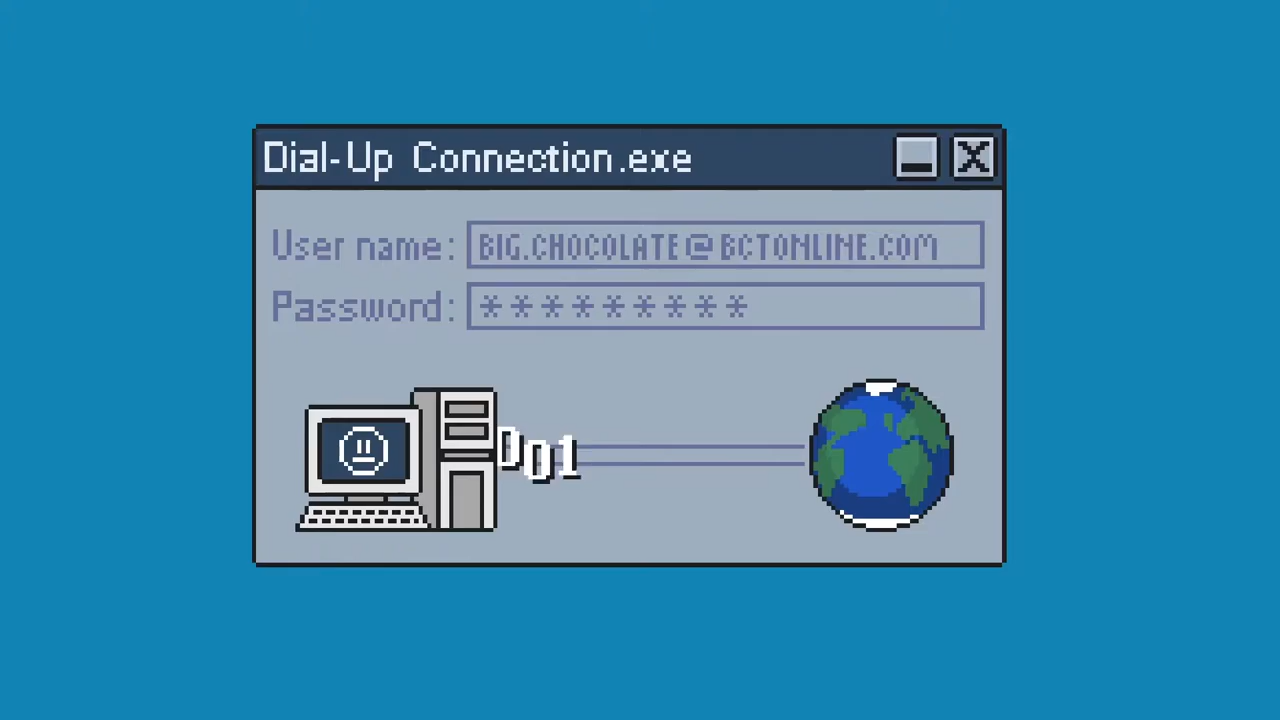 Dial-Up Connection.exe
User name: BIG.CHOCOLATE@BCTONLINE.COM
Password: *********
001